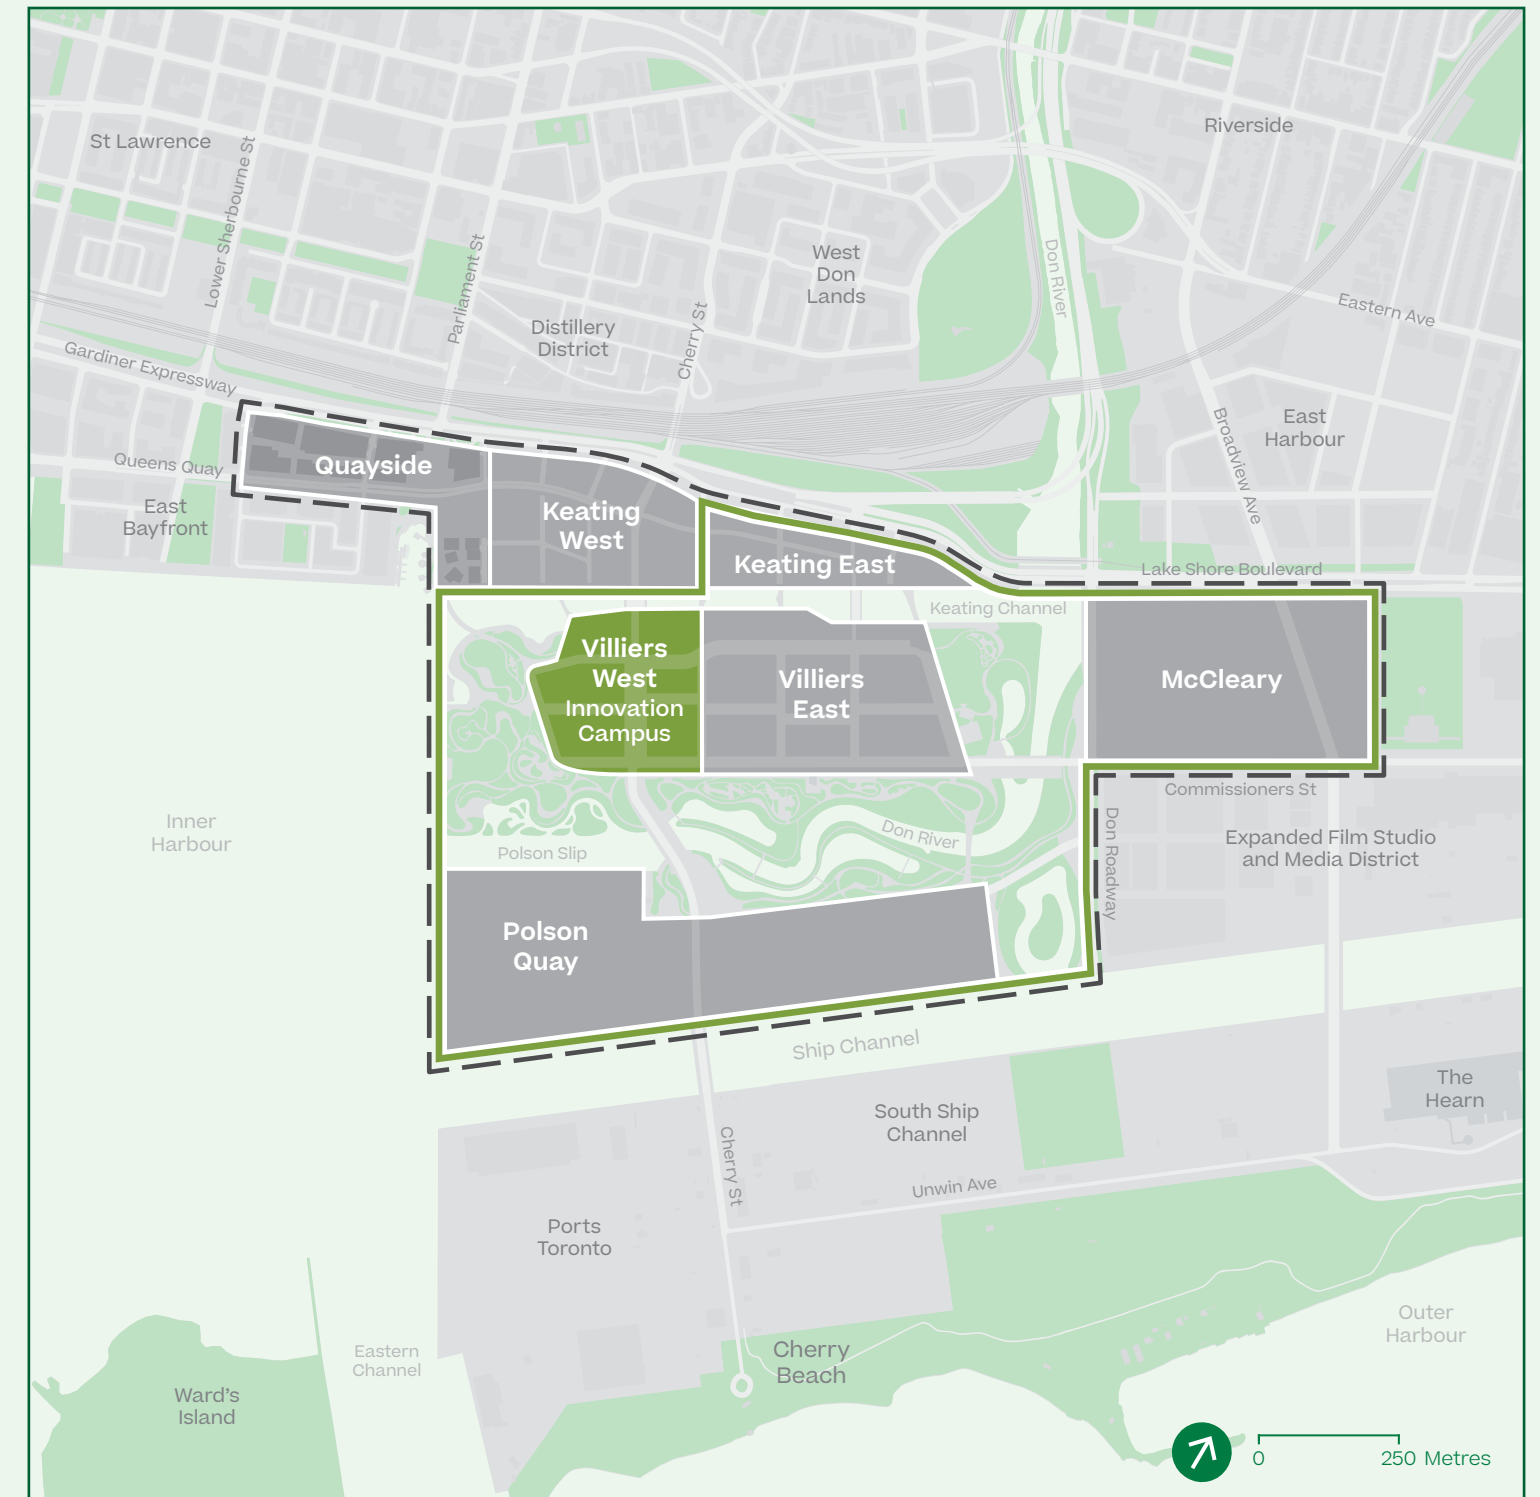 Riverside
St Lawrence
Lower Sherbourne St
Parliament St
Cherry St
West
Don
Lands
Don River
Eastern Ave
Distillery
District
Gardiner Expressway
East
Harbour
Broadview Ave
Queens Quay
Quayside
East
Bayfront
Keating
West
Keating East
Lake Shore Boulevard
Keating Channel
Villiers
West
Innovation
Campus
Villiers
East
McCleary
Commissioners St
Inner
Harbour
Don River
Don Roadway
Expanded Film Studio
and Media District
Polson Slip
Polson
Quay
Ship Channel
The
Hearn
South Ship
Channel
Cherry St
Unwin Ave
Ports
Toronto
Outer
Harbour
Eastern
Channel
Cherry
Beach
Ward's
Island
0 250 Metres